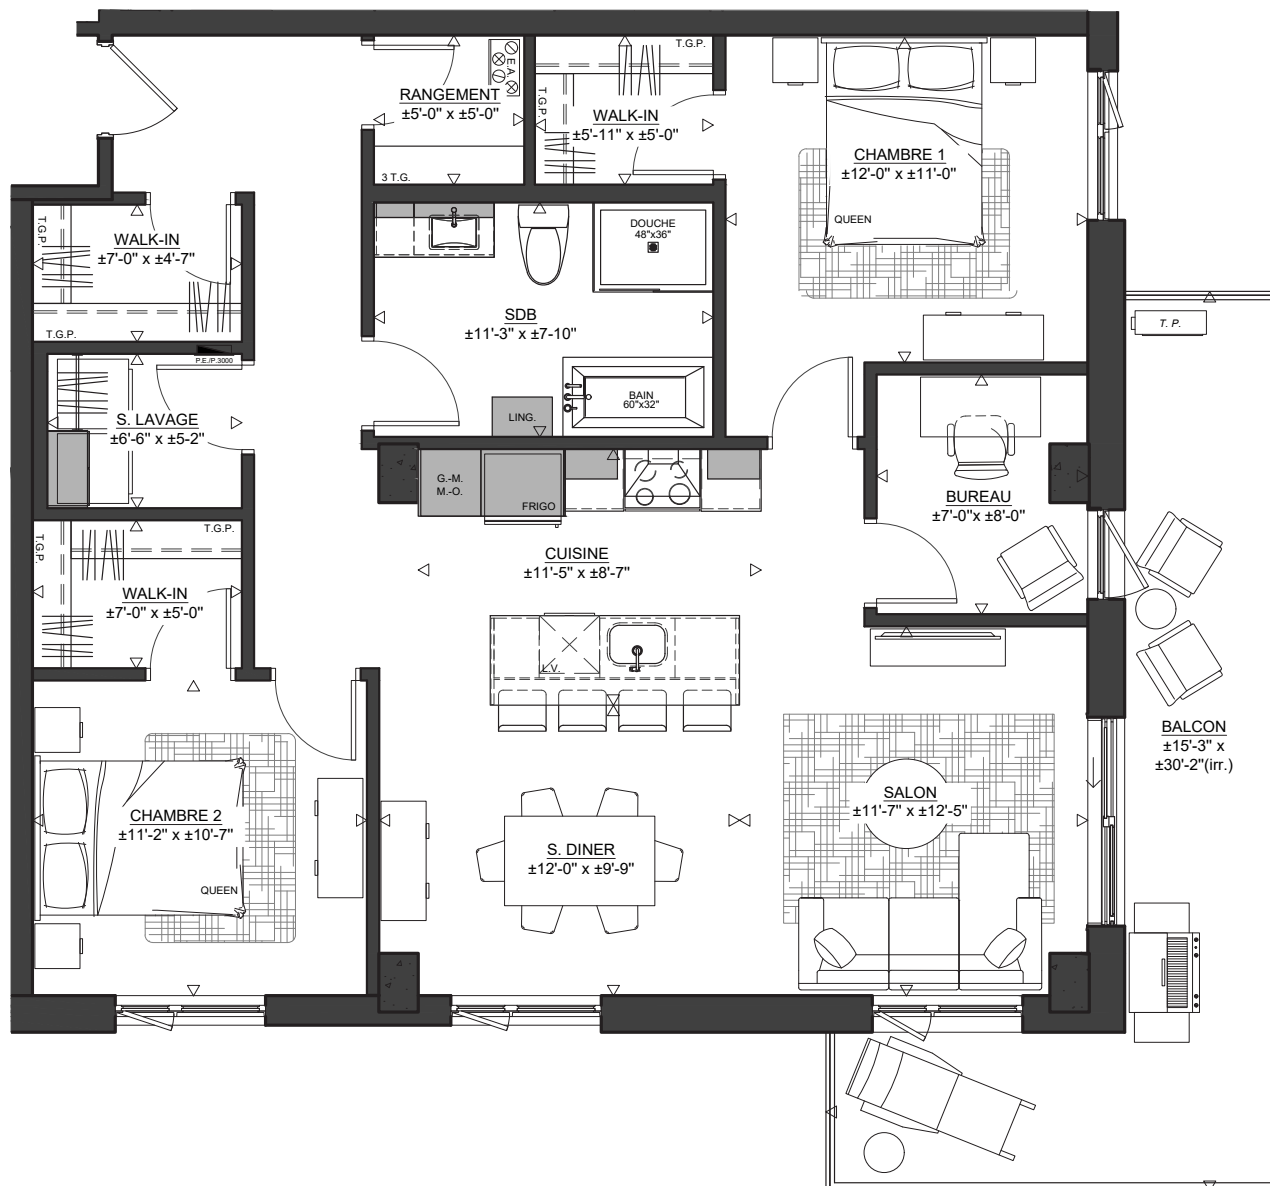 T.G.P.
E.A.
RANGEMENT
±5'-0" x ±5'-0"
3 T.G.
T.G.P.
WALK-IN
±5'-11" x ±5'-0"
CHAMBRE 1
±12'-0" x ±11'-0"
QUEEN
T.G.P.
WALK-IN
±7'-0" x ±4'-7"
T.G.P.
DOUCHE
48"x36"
SDB
±11'-3" x ±7-10"
T. P.
P.E./P.3000
S. LAVAGE
±6'-6" x ±5-2"
BAIN
60"x32"
LING.
G.-M.
M.-O.
FRIGO
BUREAU
±7'-0"x ±8'-0"
T.G.P.
T.G.P.
WALK-IN
±7'-0" x ±5'-0"
CUISINE
±11'-5" x ±8'-7"
L.V.
BALCON
±15'-3" x
±30'-2"(irr.)
CHAMBRE 2
±11'-2" x ±10'-7"
QUEEN
SALON
±11'-7" x ±12'-5"
S. DINER
±12'-0" x ±9'-9"